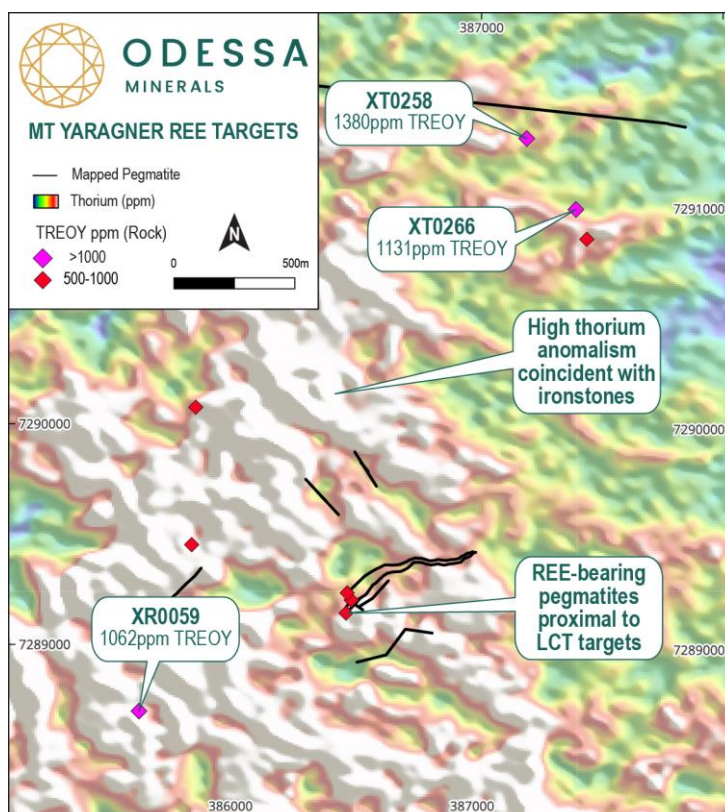 ODESSA
MINERALS
MT YARAGNER REE TARGETS
Mapped Pegmatite
Thorium (ppm)
TREOY ppm (Rock)
>1000
500-1000
N
0
500m
387000
XT0258
1380ppm TREOY
7291000
XT0266
1131ppm TREOY
High thorium
anomalism
coincident with
ironstones
7290000
7290000
REE-bearing
pegmatites
proximal to
LCT targets
XR0059
1062ppm TREOY
7289000
7289000
386000
387000